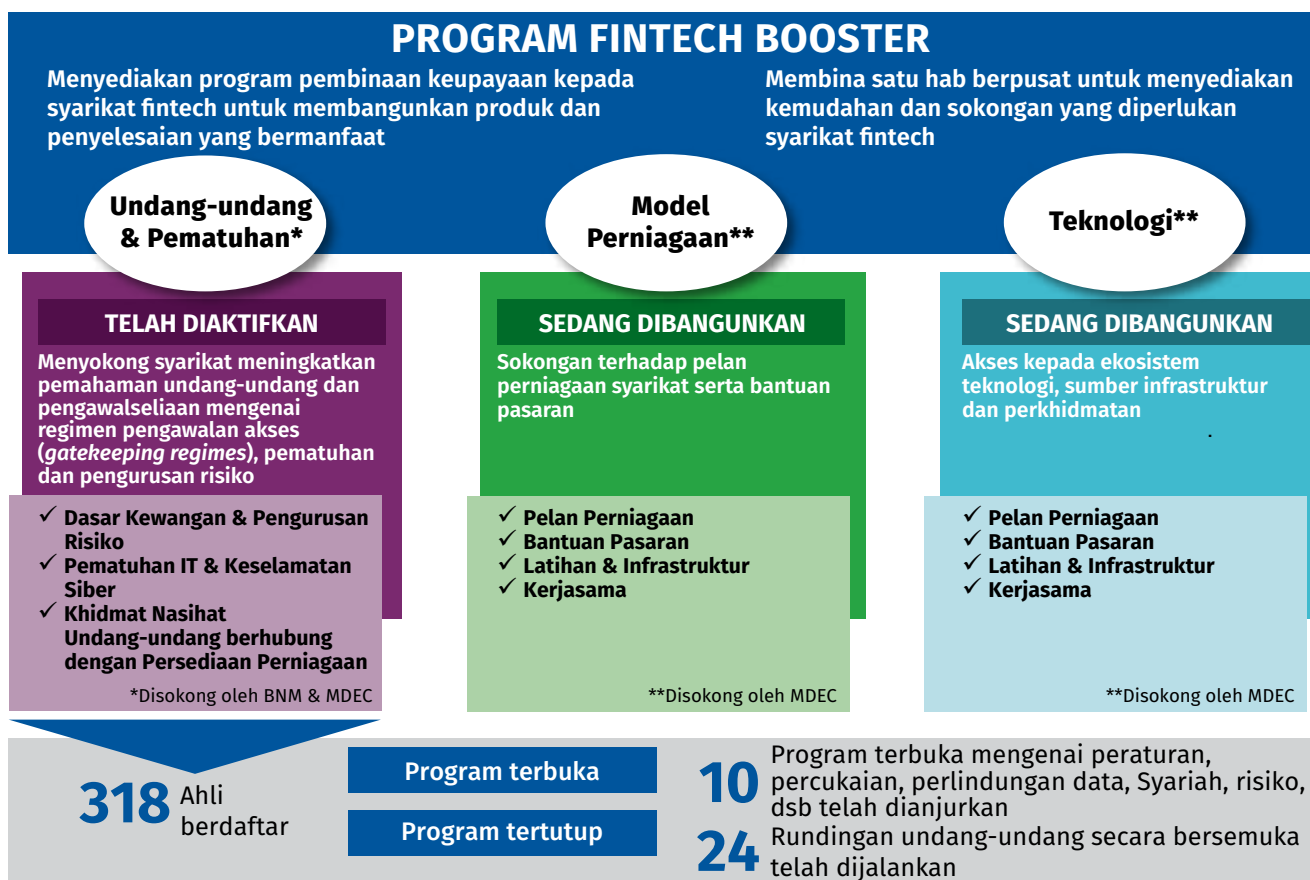 PROGRAM FINTECH BOOSTER
Menyediakan program pembinaan keupayaan kepada
syarikat fintech untuk membangunkan produk dan
penyelesaian yang bermanfaat
Membina satu hab berpusat untuk menyediakan
kemudahan dan sokongan yang diperlukan
syarikat fintech
Undang-undang
& Pematuhan*
TELAH DIAKTIFKAN
Menyokong syarikat meningkatkan
pemahaman undang-undang dan
pengawalseliaan mengenai
regimen pengawalan akses
(gatekeeping regimes), pematuhan
dan pengurusan risiko
✓ Dasar Kewangan & Pengurusan
Risiko
✓ Pematuhan IT & Keselamatan
Siber
✓ Khidmat Nasihat
Undang-undang berhubung
dengan Persediaan Perniagaan
*Disokong oleh BNM & MDEC
Model
Perniagaan**
SEDANG DIBANGUNKAN
Sokongan terhadap pelan
perniagaan syarikat serta bantuan
pasaran
✓ Pelan Perniagaan
✓ Bantuan Pasaran
✓ Latihan & Infrastruktur
✓ Kerjasama
**Disokong oleh MDEC
Teknologi**
SEDANG DIBANGUNKAN
Akses kepada ekosistem
teknologi, sumber infrastruktur
dan perkhidmatan
.
✓ Pelan Perniagaan
✓ Bantuan Pasaran
✓ Latihan & Infrastruktur
✓ Kerjasama
**Disokong oleh MDEC
318 Ahli
berdaftar
Program terbuka
Program tertutup
10 Program terbuka mengenai peraturan,
percukaian, perlindungan data, Syariah, risiko,
dsb telah dianjurkan
24 Rundingan undang-undang secara bersemuka
telah dijalankan